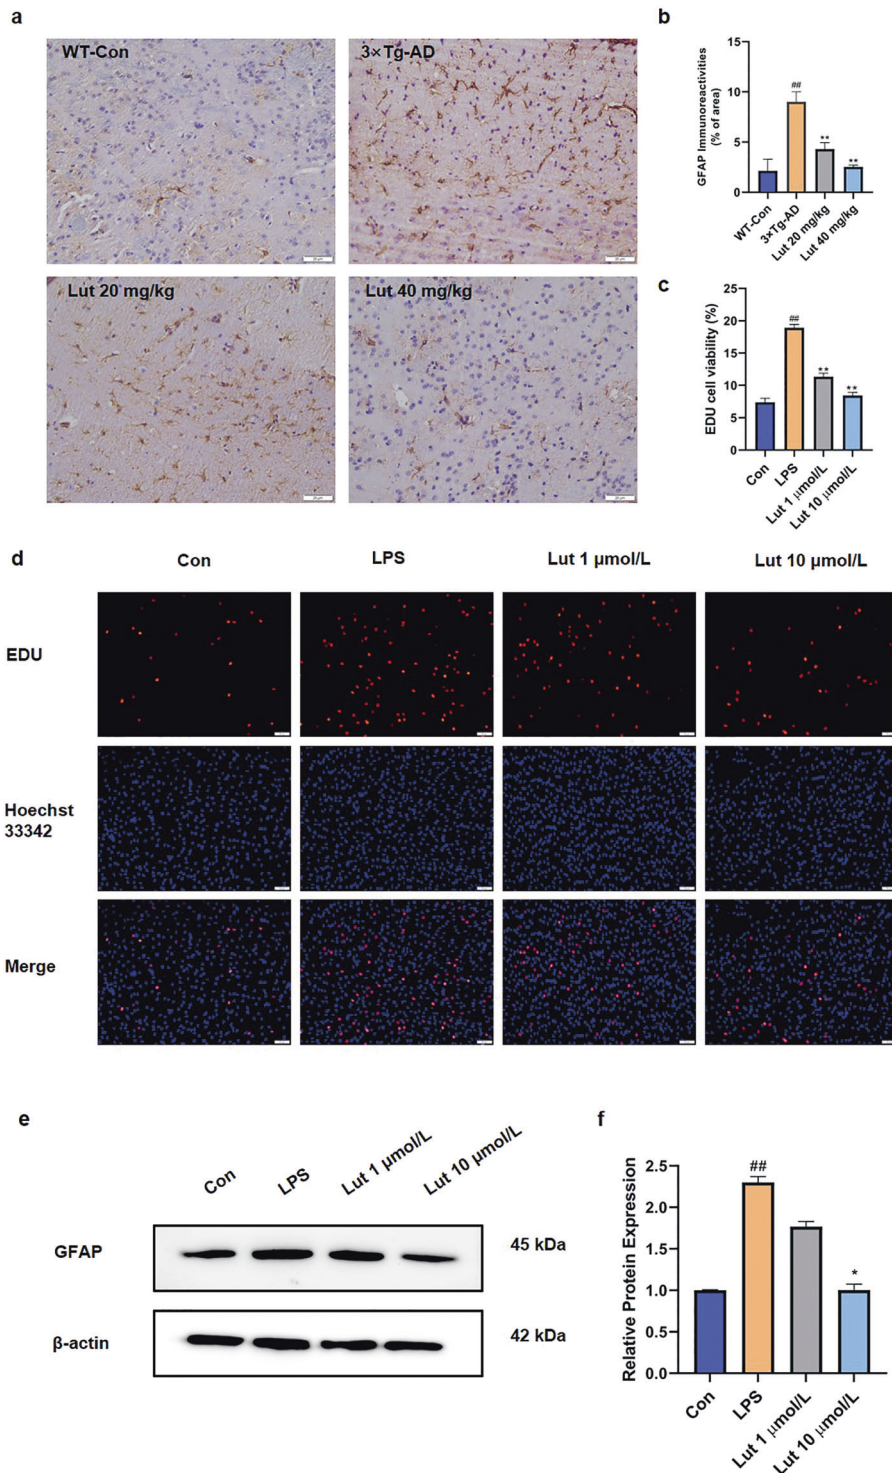 a
WT-Con
3×Tg-AD
Lut 20 mg/kg
Lut 40 mg/kg
b
GFAP Immunoreactivities
(% of area)
15
10
5
0
##
**
**
WT-Con
3×Tg-AD
Lut 20 mg/kg
Lut 40 mg/kg
c
EDU cell viability (%)
25
20
15
10
5
0
##
**
**
Con
LPS
Lut 1 μmol/L
Lut 10 μmol/L
d
Con
LPS
Lut 1 μmol/L
Lut 10 μmol/L
EDU
Hoechst
33342
Merge
e
Con
LPS
Lut 1 μmol/L
Lut 10 μmol/L
GFAP
45 kDa
β-actin
42 kDa
f
Relative Protein Expression
2.5
2.0
1.5
1.0
0.5
0.0
##
*
Con
LPS
Lut 1 μmol/L
Lut 10 μmol/L